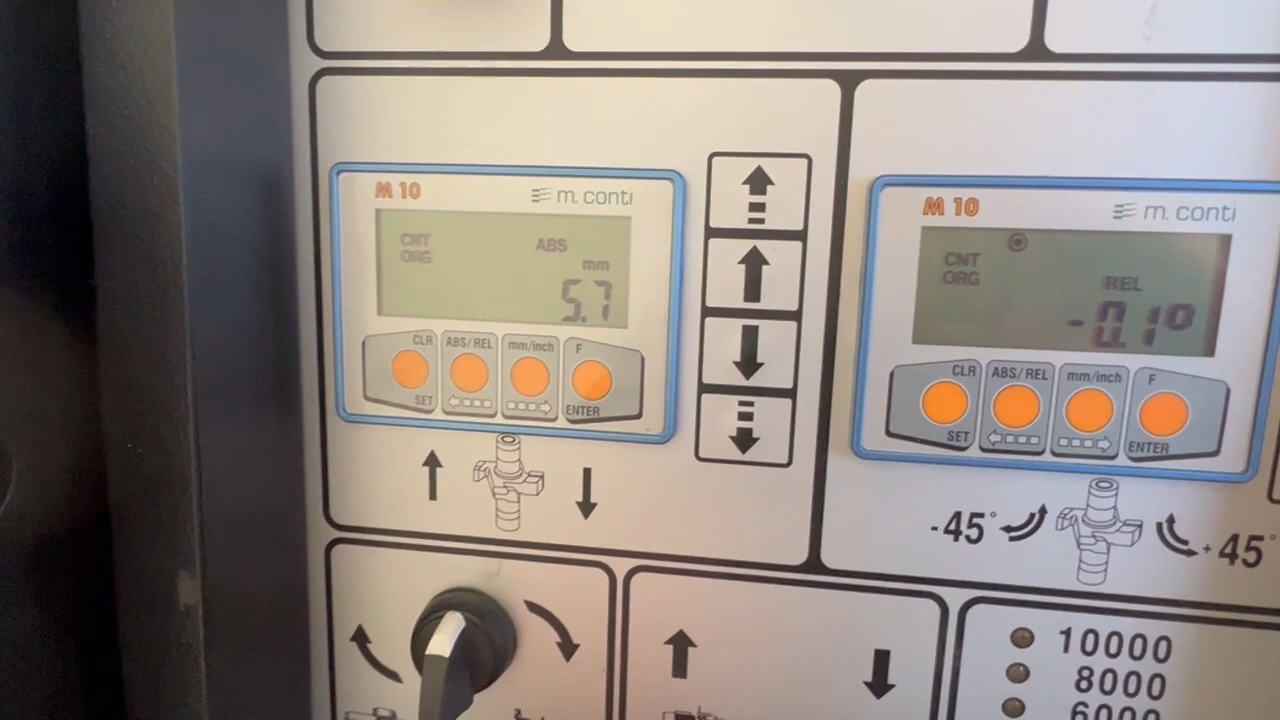 M 10
m. conti
CNT
ABS
ORG
mm
5.7
CLR
ABS/REL
mm/inch
F
SET
ENTER
M 10
m. conti
CNT
ORG
REL
-0.1°
CLR
ABS/REL
mm/inch
F
SET
ENTER
-45°
+45°
10000
8000
6000